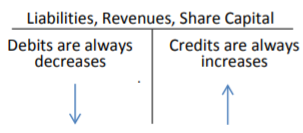 Liabilities, Revenues, Share Capital
Debits are always
decreases
Credits are always
increases